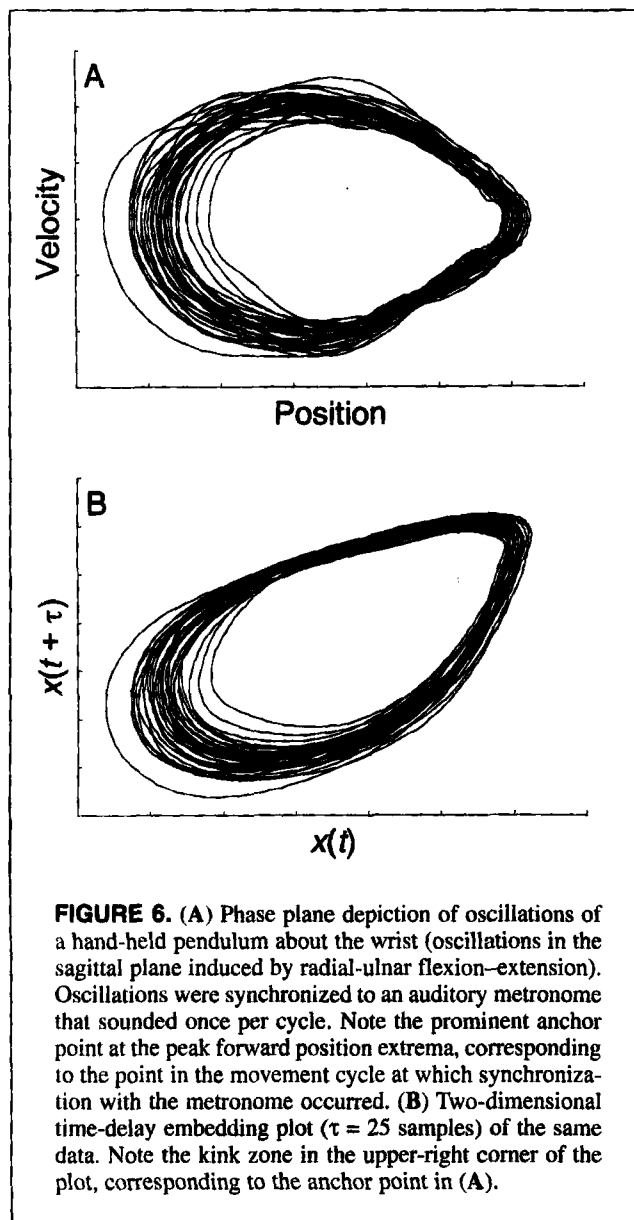 A
Velocity
Position
B
x(t + τ)
x(t)
FIGURE 6. (A) Phase plane depiction of oscillations of
a hand-held pendulum about the wrist (oscillations in the
sagittal plane induced by radial-ulnar flexion–extension).
Oscillations were synchronized to an auditory metronome
that sounded once per cycle. Note the prominent anchor
point at the peak forward position extrema, corresponding
to the point in the movement cycle at which synchroniza-
tion with the metronome occurred. (B) Two-dimensional
time-delay embedding plot (τ = 25 samples) of the same
data. Note the kink zone in the upper-right corner of the
plot, corresponding to the anchor point in (A).